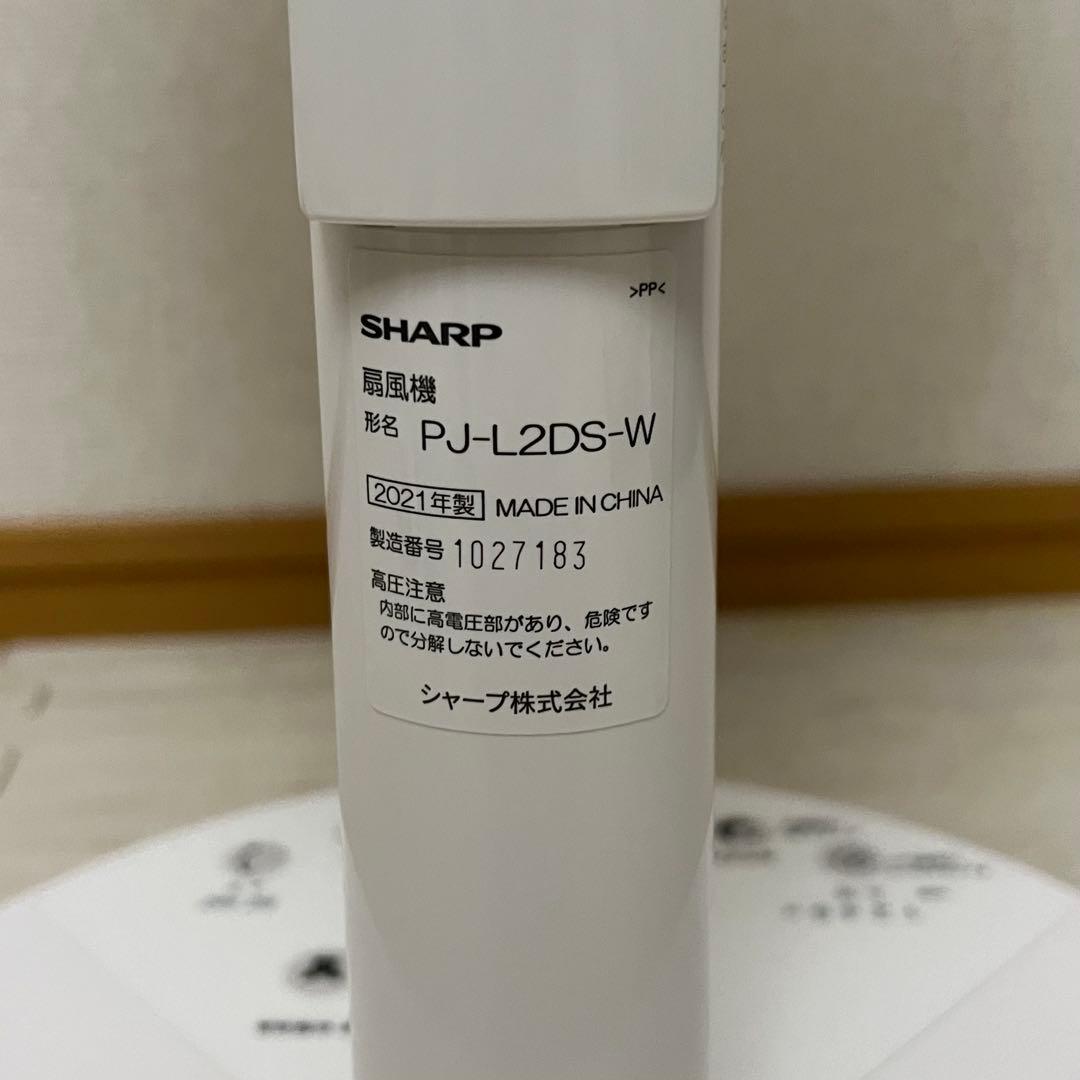 >PP<
SHARP
扇風機
形名 PJ-L2DS-W
2021年製 MADE IN CHINA
製造番号 1027183
高圧注意
内部に高電圧部があり、危険です
ので分解しないでください。
シャープ株式会社